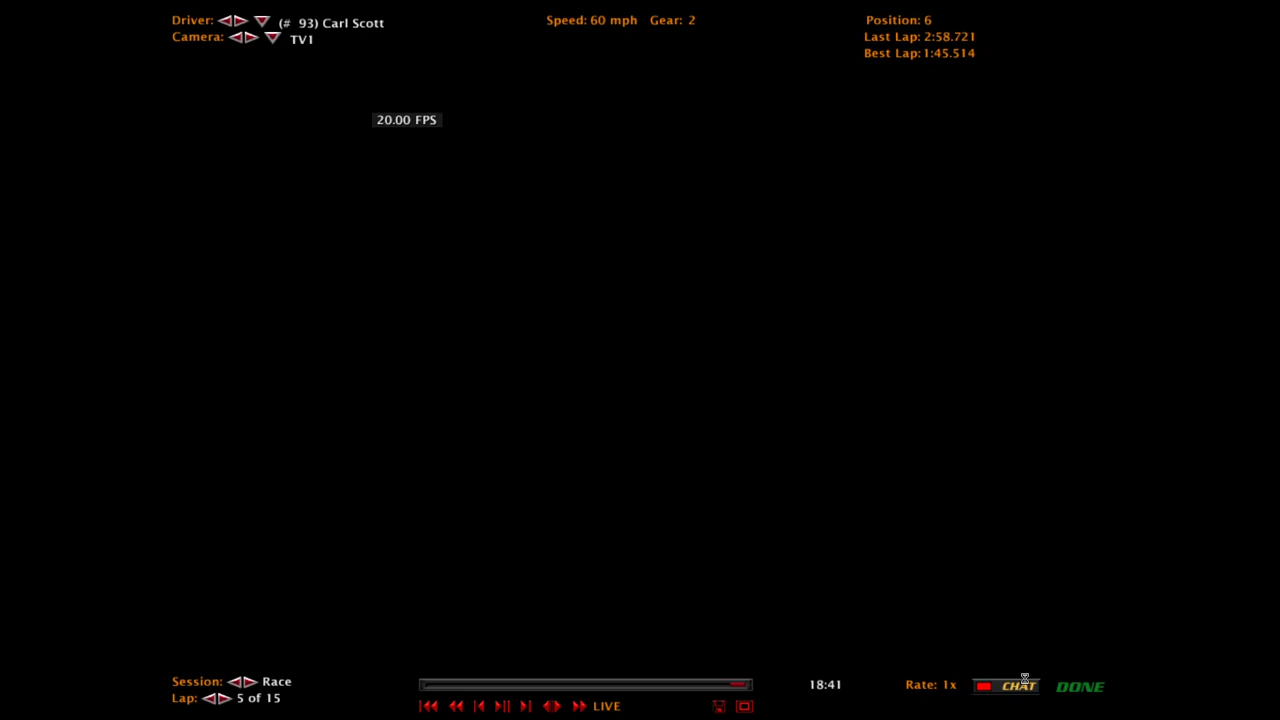 Driver: (# 93) Carl Scott
Speed: 60 mph Gear: 2
Position: 6
Camera: TV1
Last Lap: 2:58.721
Best Lap: 1:45.514
20.00 FPS
Session: Race
18:41
Rate: 1x
CHAT
DONE
Lap: 5 of 15
LIVE